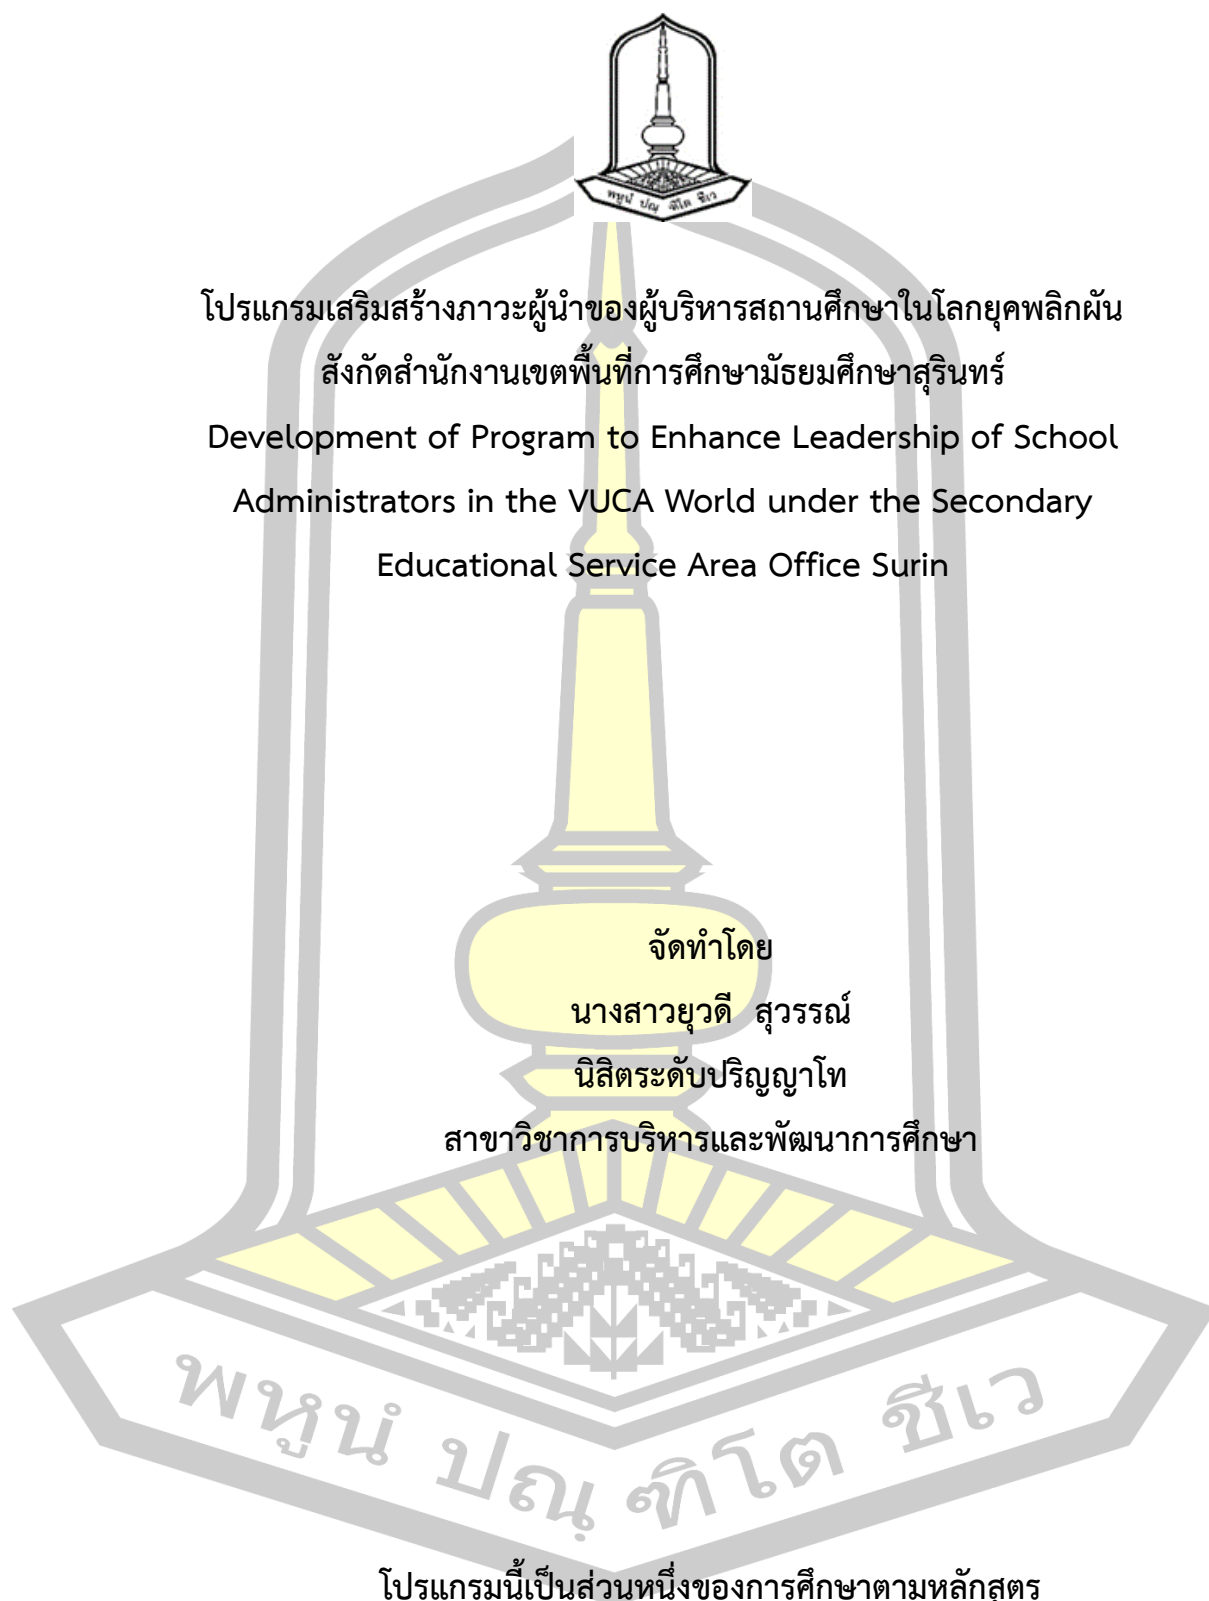 พหูนํ ปณฺ ฑิโต ชีเว
โปรแกรมเสริมสร้างภาวะผู้นำของผู้บริหารสถานศึกษาในโลกยุคพลิกผัน
สังกัดสำนักงานเขตพื้นที่การศึกษามัธยมศึกษาสุรินทร์
Development of Program to Enhance Leadership of School
Administrators in the VUCA World under the Secondary
Educational Service Area Office Surin
จัดทำโดย
นางสาวยุวดี สุวรรณ์
นิสิตระดับปริญญาโท
สาขาวิชาการบริหารและพัฒนาการศึกษา
พหูนํ ปณฺ ฑิโต ชีเว
โปรแกรมนี้เป็นส่วนหนึ่งของการศึกษาตามหลักสูตร